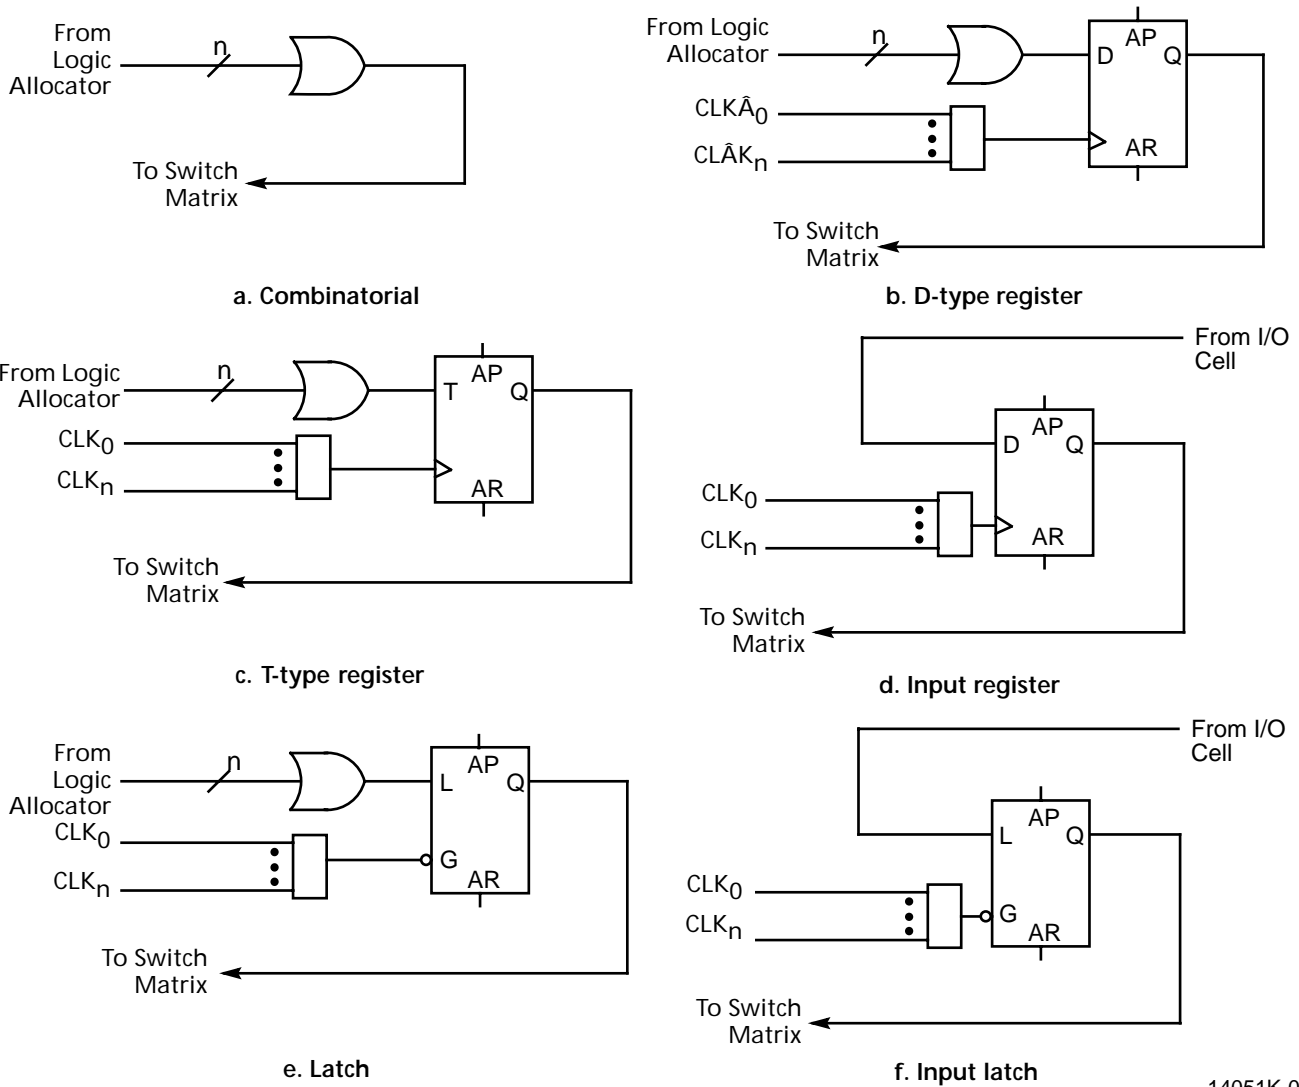 From
Logic
Allocator
n
To Switch
Matrix
a. Combinatorial
From Logic
Allocator
n
D
AP
Q
CLKÂ0
CLÂKn
AR
To Switch
Matrix
b. D-type register
From Logic
Allocator
n
T
AP
Q
CLK0
CLKn
AR
To Switch
Matrix
c. T-type register
From I/O
Cell
D
AP
Q
CLK0
CLKn
AR
To Switch
Matrix
d. Input register
From
Logic
Allocator
n
L
AP
Q
CLK0
CLKn
G
AR
To Switch
Matrix
e. Latch
From I/O
Cell
L
AP
Q
CLK0
CLKn
G
AR
To Switch
Matrix
f. Input latch